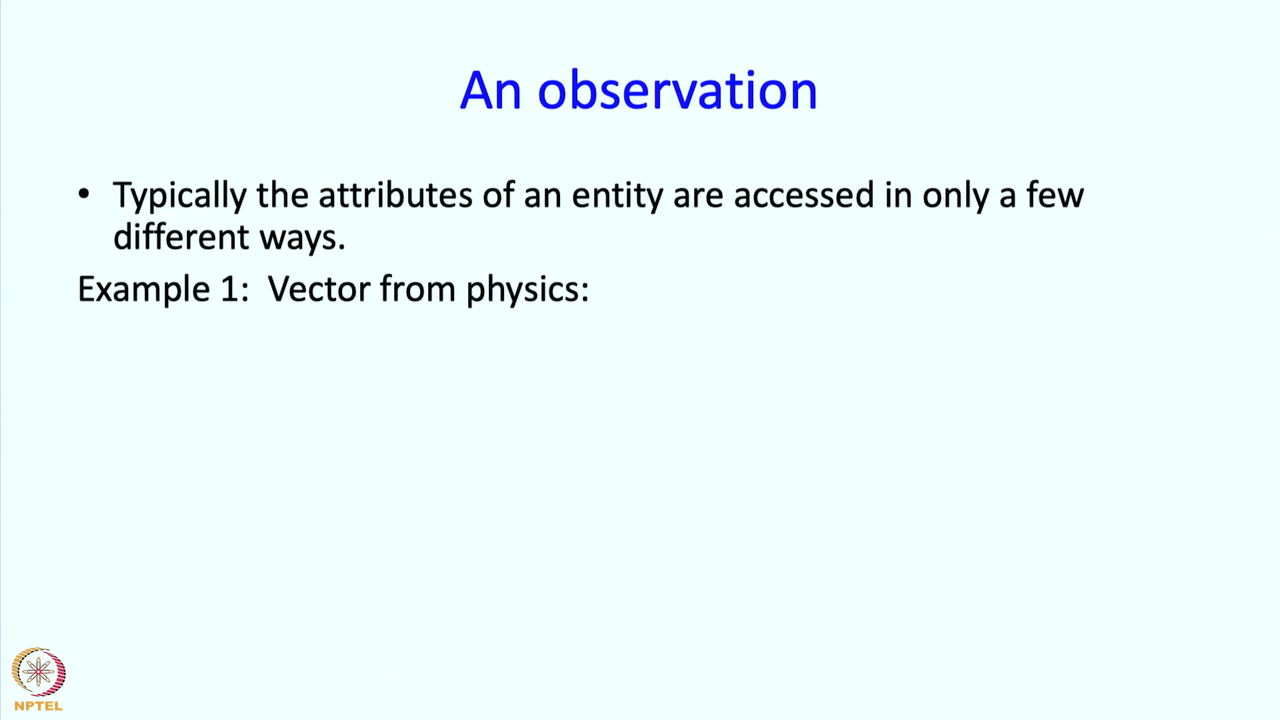 An observation
• Typically the attributes of an entity are accessed in only a few
different ways.
Example 1: Vector from physics:
NPTEL